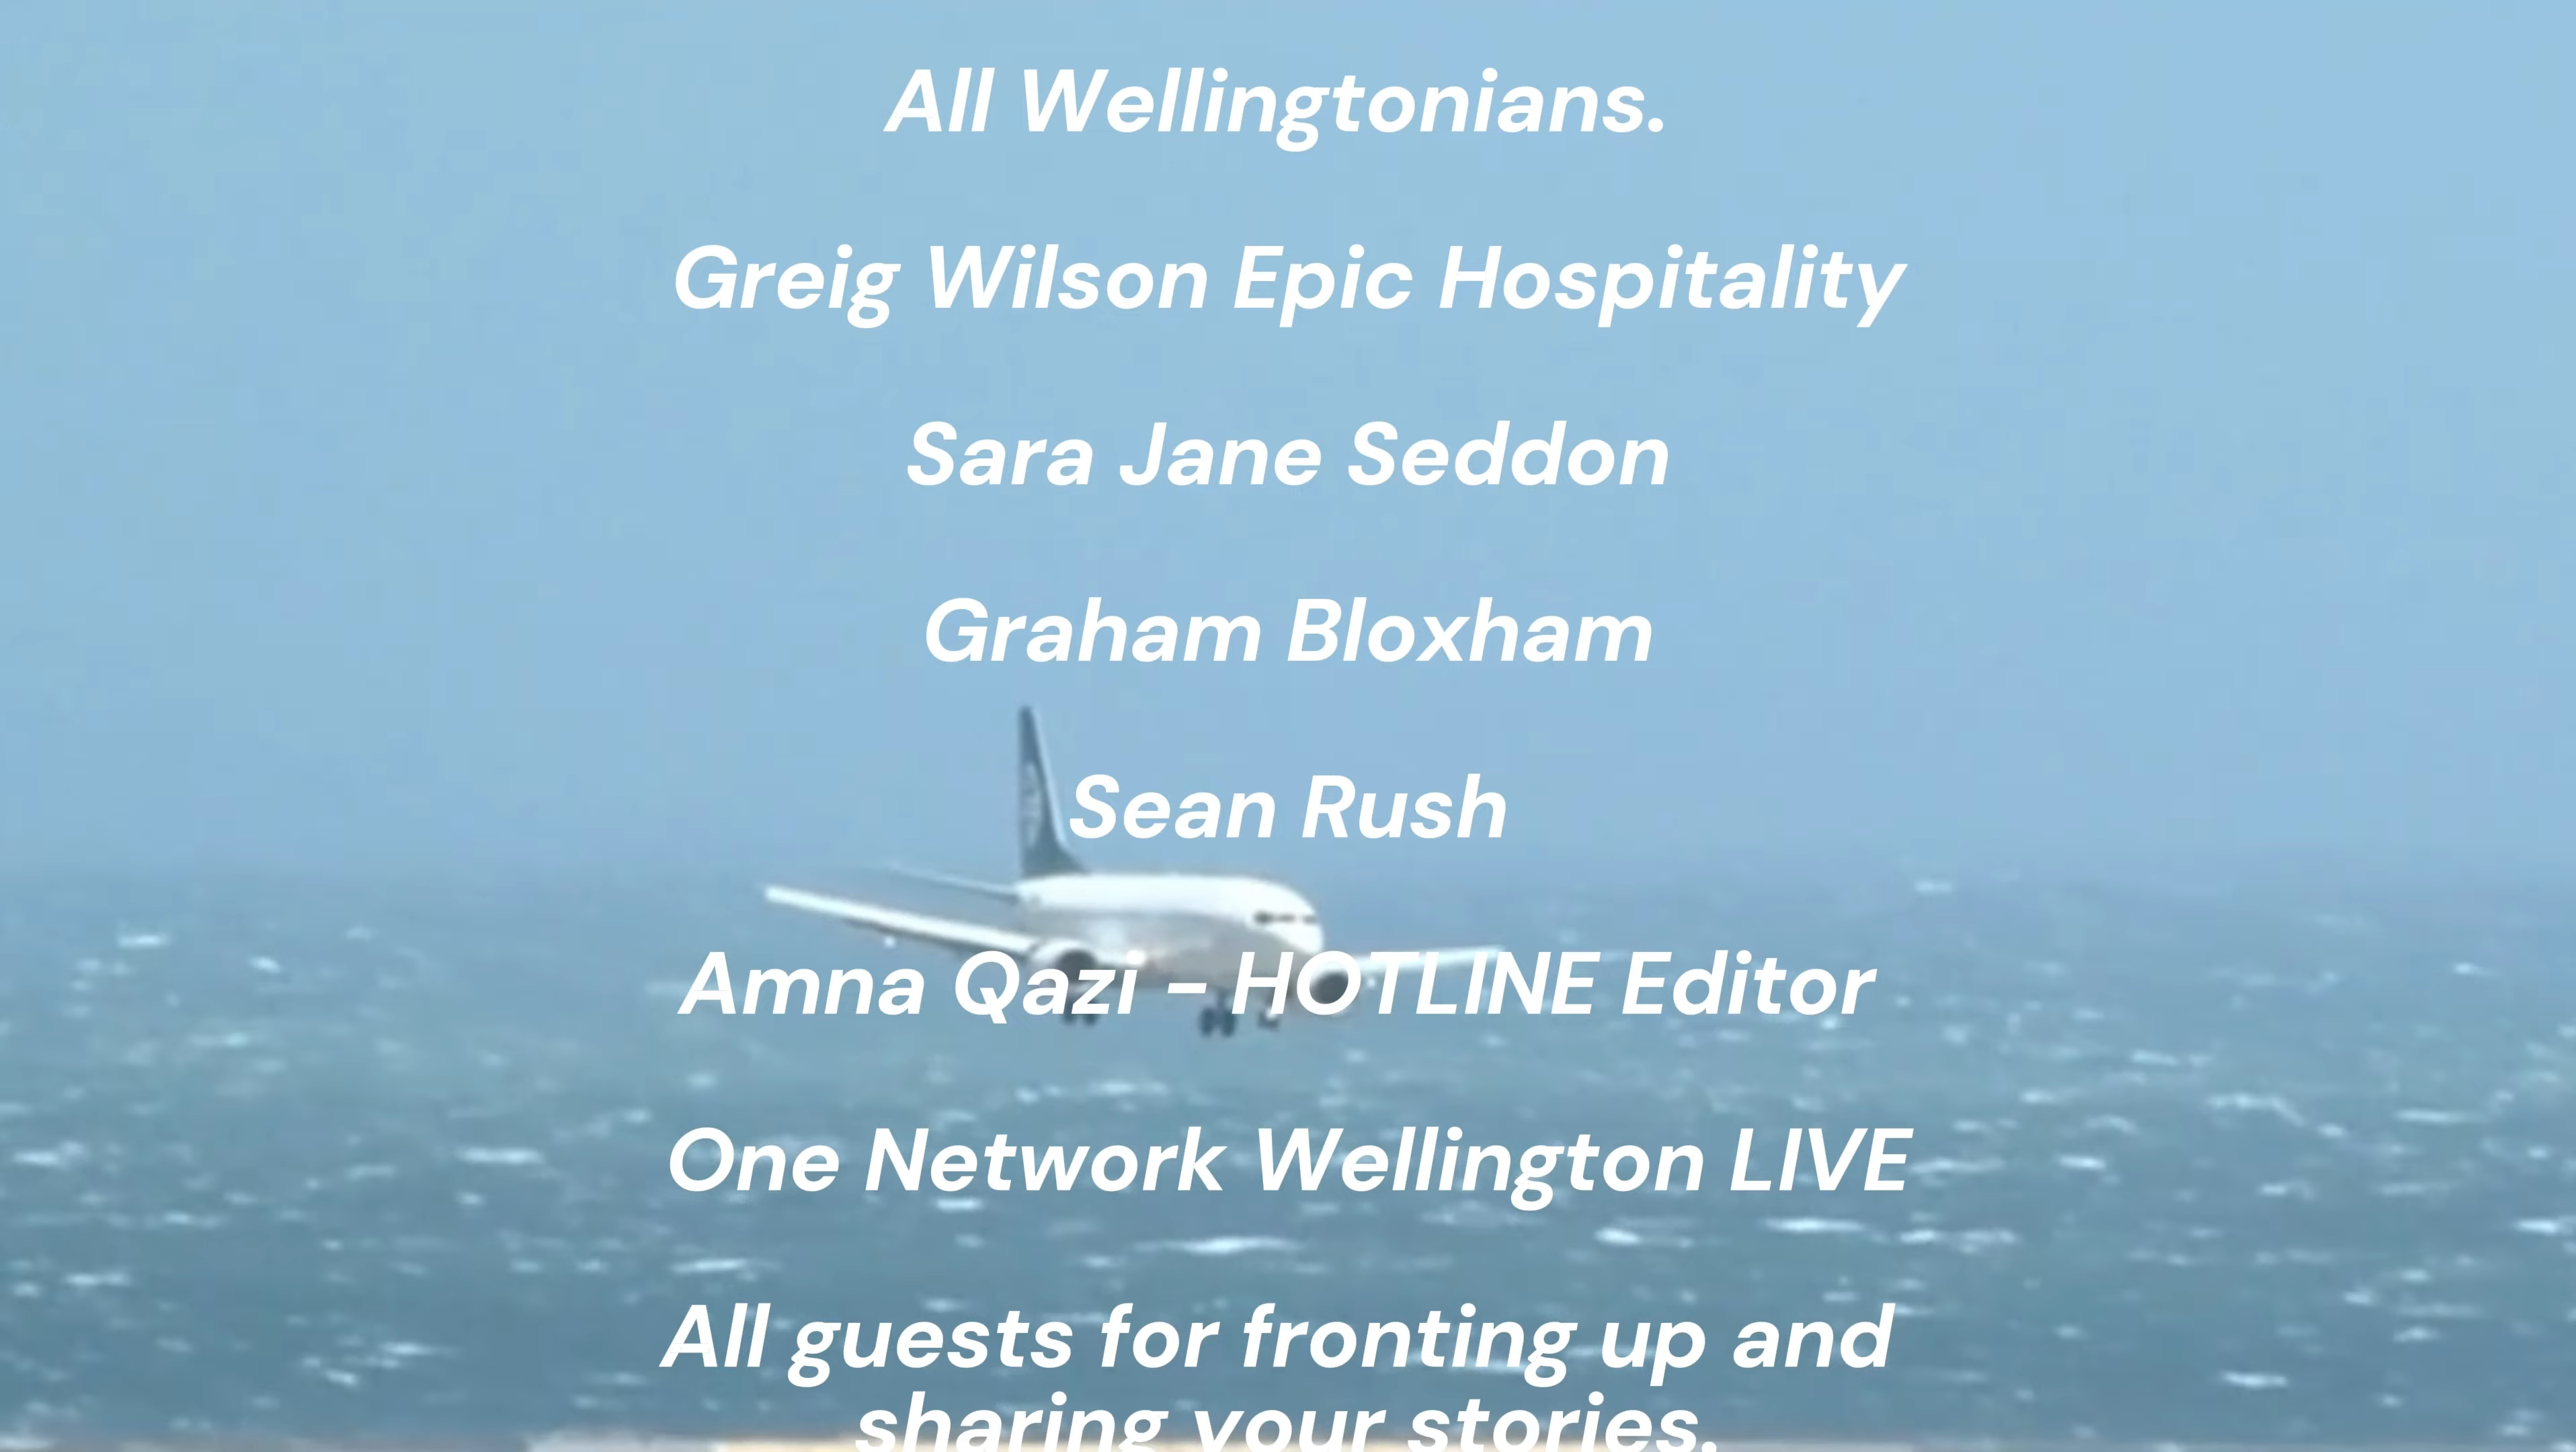 All Wellingtonians.
Greig Wilson Epic Hospitality
Sara Jane Seddon
Graham Bloxham
Sean Rush
Amna Qazi - HOTLINE Editor
One Network Wellington LIVE
All guests for fronting up and
sharing your stories.